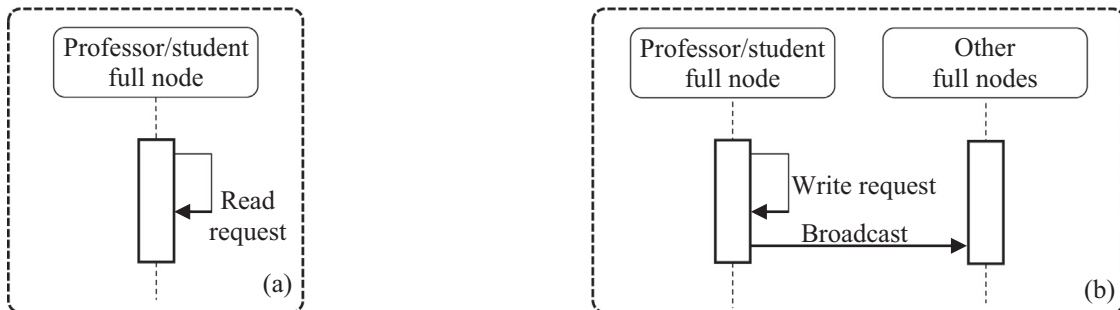 Professor/student
full node
Read
request
(a)
Professor/student
full node
Other
full nodes
Write request
Broadcast
(b)